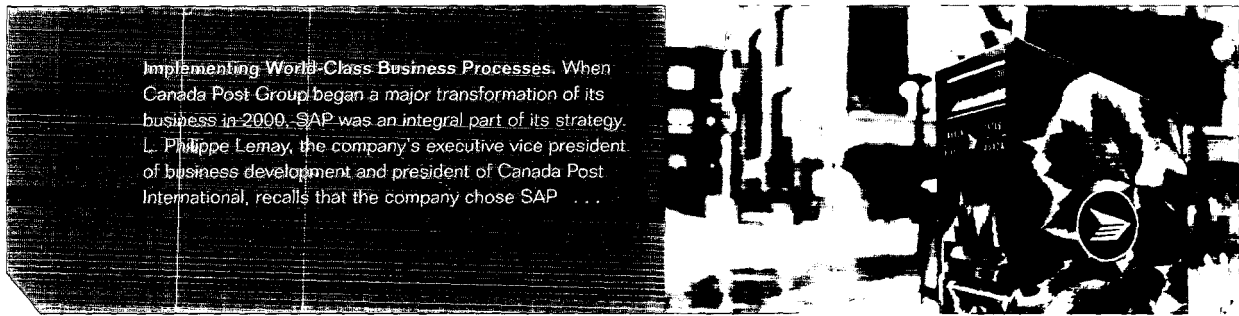 Implementing World-Class Business Processes. When
Canada Post Group began a major transformation of its
business in 2000, SAP was an integral part of its strategy.
L. Philippe Lemay, the company's executive vice president
of business development and president of Canada Post
International, recalls that the company chose SAP . . .